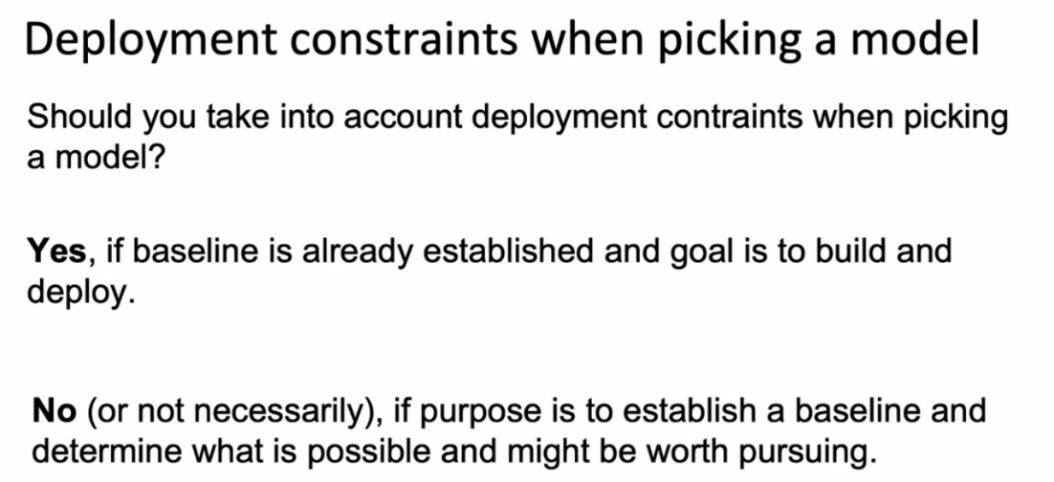 Deployment constraints when picking a model
Should you take into account deployment contraints when picking
a model?
Yes, if baseline is already established and goal is to build and
deploy.
No (or not necessarily), if purpose is to establish a baseline and
determine what is possible and might be worth pursuing.